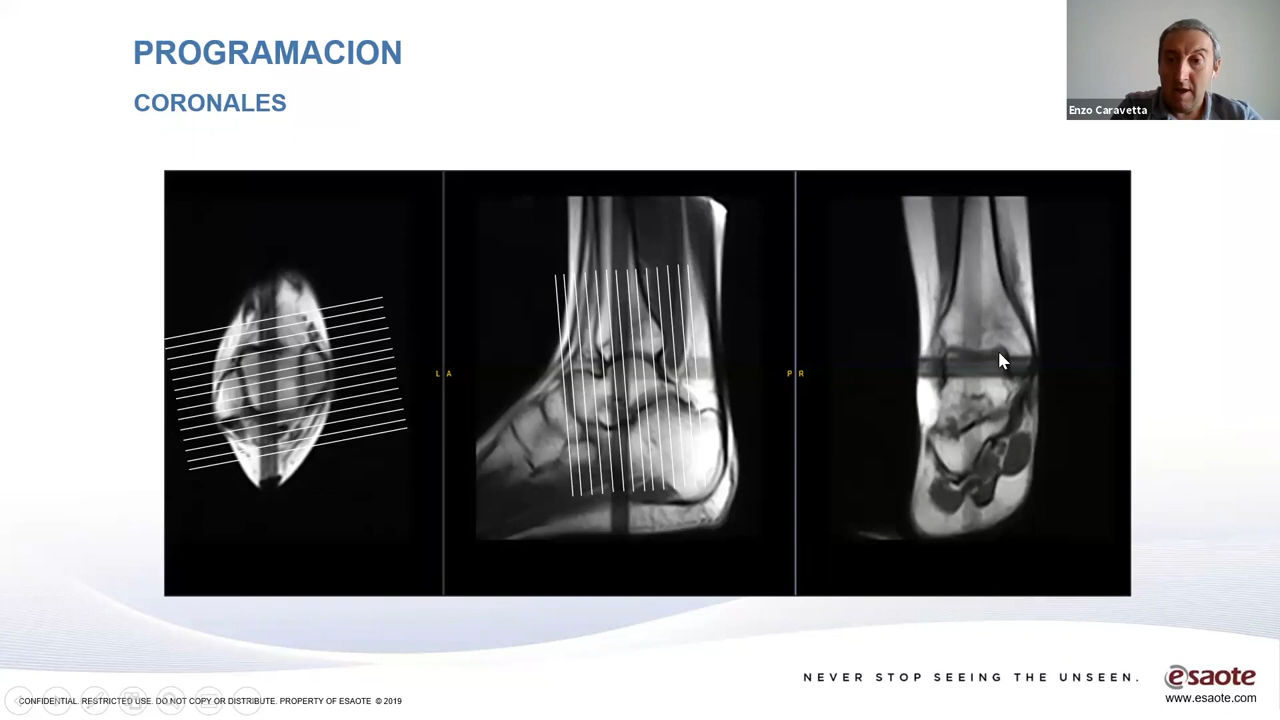 PROGRAMACION
CORONALES
Enzo Caravetta
L A
P R
NEVER STOP SEEING THE UNSEEN.
esaote
www.esaote.com
CONFIDENTIAL. RESTRICTED USE. DO NOT COPY OR DISTRIBUTE. PROPERTY OF ESAOTE © 2019